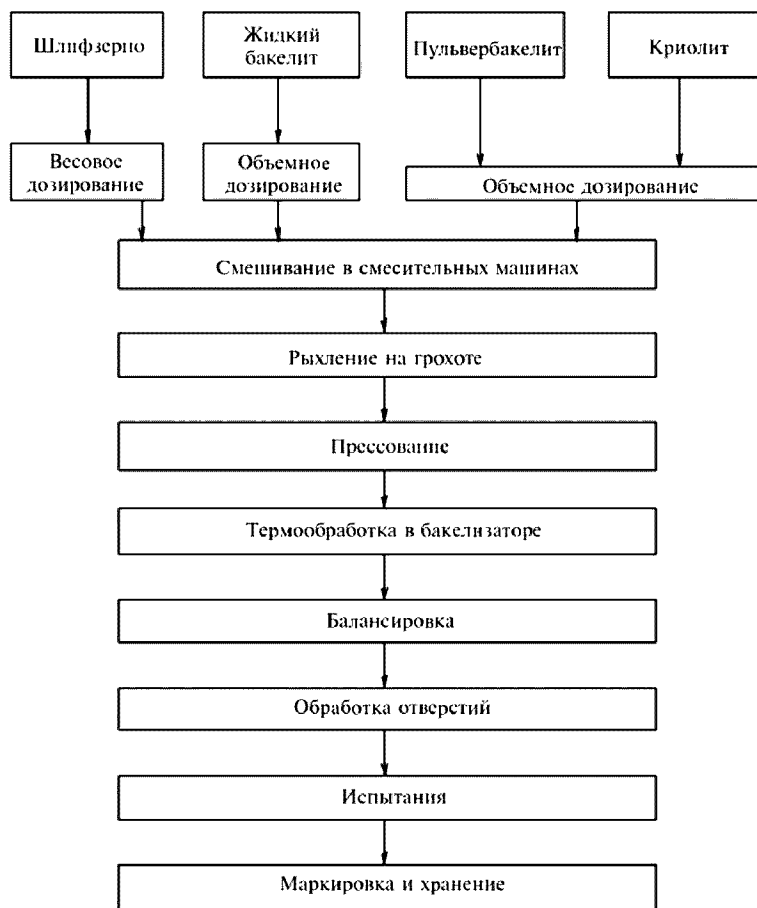 Шлифзерно
Жидкий
бакелит
Пульвербакелит
Криолит
Весовое
дозирование
Объемное
дозирование
Объемное дозирование
Смешивание в смесительных машинах
Рыхление на грохоте
Прессование
Термообработка в бакелизаторе
Балансировка
Обработка отверстий
Испытания
Маркировка и хранение